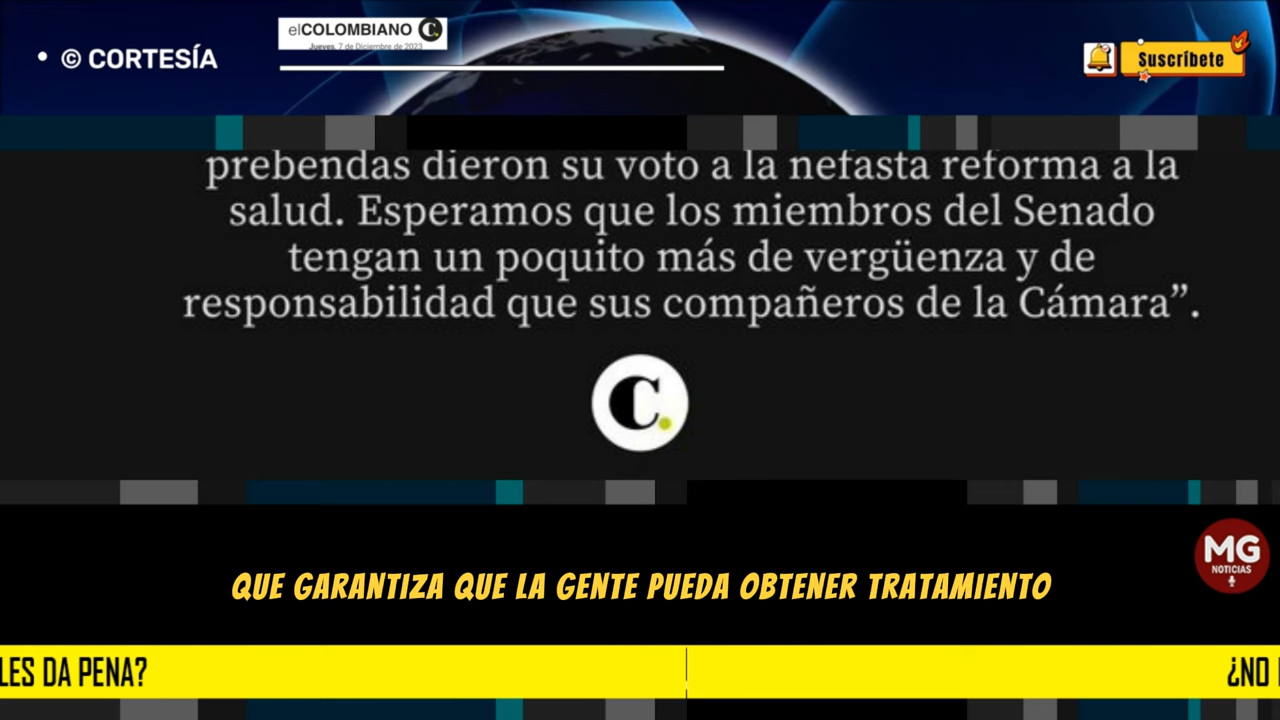 • © CORTESÍA
elCOLOMBIANO C.
Jueves, 7 de Diciembre de 2023
Suscríbete
prebendas dieron su voto a la nefasta reforma a la
salud. Esperamos que los miembros del Senado
tengan un poquito más de vergüenza y de
responsabilidad que sus compañeros de la Cámara”.
C.
MG
NOTICIAS
QUE GARANTIZA QUE LA GENTE PUEDA OBTENER TRATAMIENTO
LES DA PENA?
¿NO